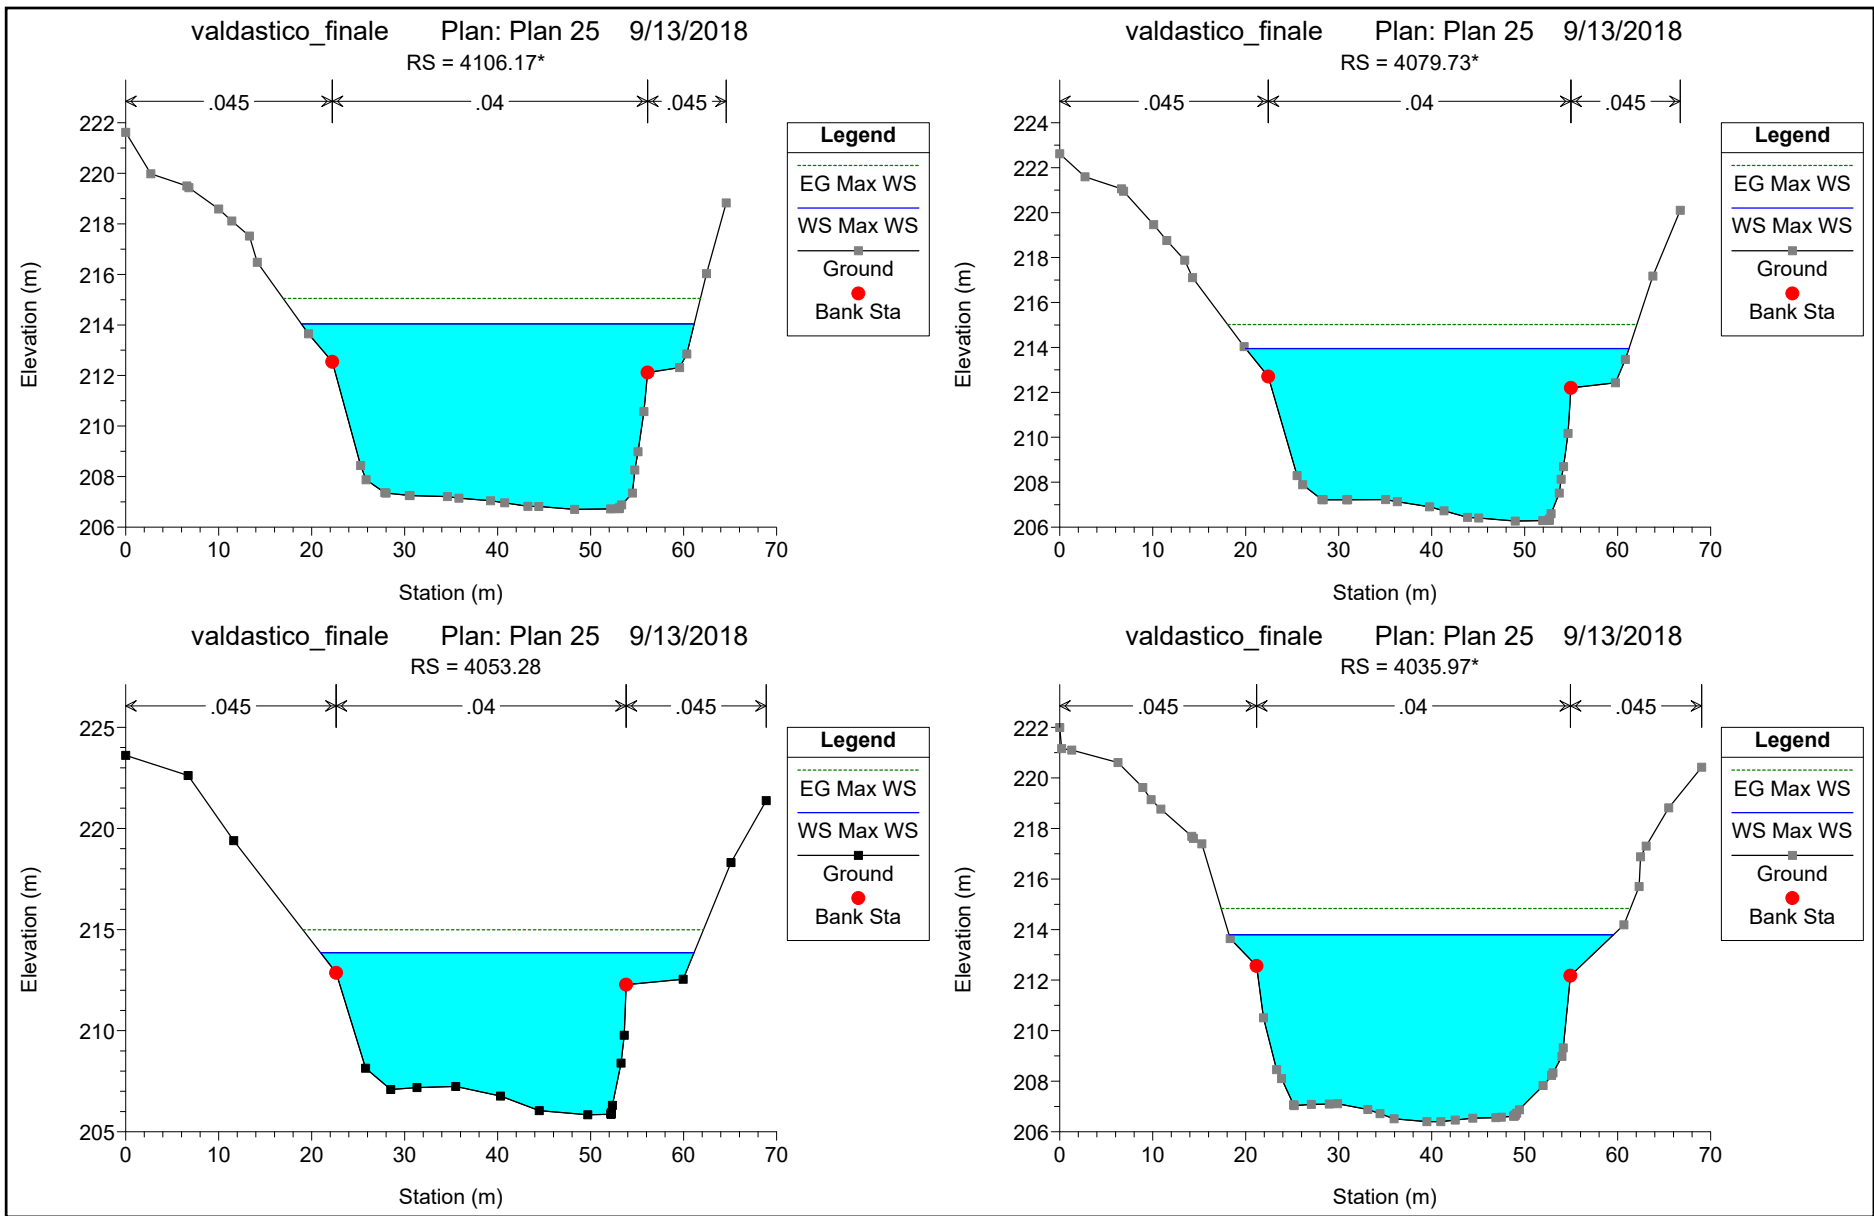 valdastico_finale Plan: Plan 25 9/13/2018
RS = 4106.17*
.045 .04 .045
222
220
218
216
214
212
210
208
206
0 10 20 30 40 50 60 70
Elevation (m)
Station (m)
Legend
EG Max WS
WS Max WS
Ground
Bank Sta
valdastico_finale Plan: Plan 25 9/13/2018
RS = 4079.73*
.045 .04 .045
224
222
220
218
216
214
212
210
208
206
0 10 20 30 40 50 60 70
Elevation (m)
Station (m)
Legend
EG Max WS
WS Max WS
Ground
Bank Sta
valdastico_finale Plan: Plan 25 9/13/2018
RS = 4053.28
.045 .04 .045
225
220
215
210
205
0 10 20 30 40 50 60 70
Elevation (m)
Station (m)
Legend
EG Max WS
WS Max WS
Ground
Bank Sta
valdastico_finale Plan: Plan 25 9/13/2018
RS = 4035.97*
.045 .04 .045
222
220
218
216
214
212
210
208
206
0 10 20 30 40 50 60 70
Elevation (m)
Station (m)
Legend
EG Max WS
WS Max WS
Ground
Bank Sta